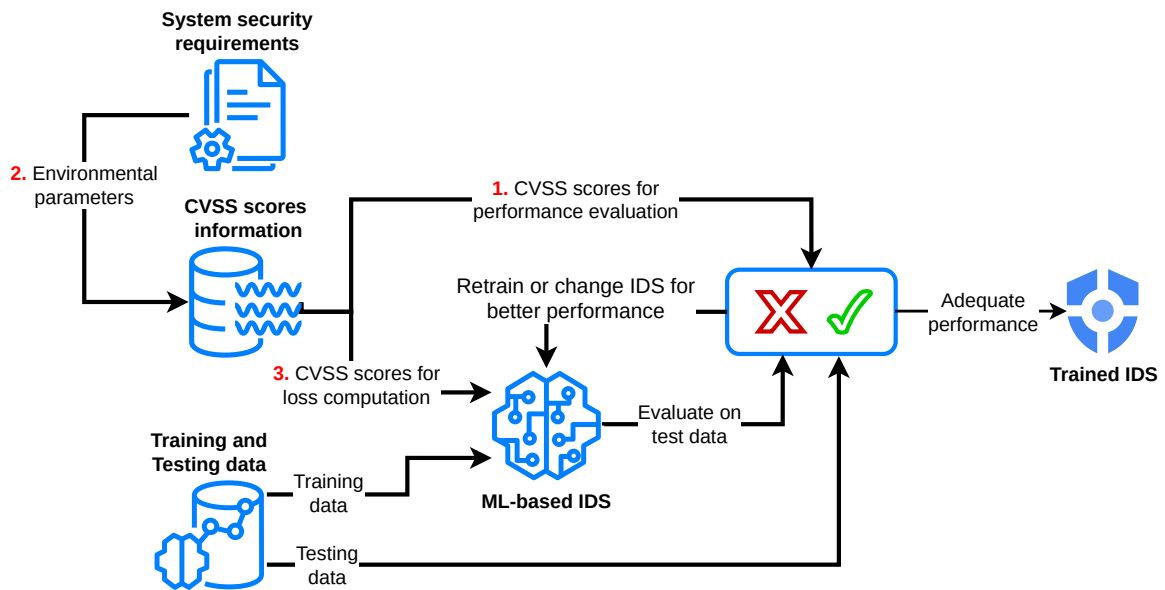 System security
requirements
2. Environmental
parameters
CVSS scores
information
1. CVSS scores for
performance evaluation
Retrain or change IDS for
better performance
Adequate
performance
Trained IDS
3. CVSS scores for
loss computation
Evaluate on
test data
ML-based IDS
Training and
Testing data
Training
data
Testing
data